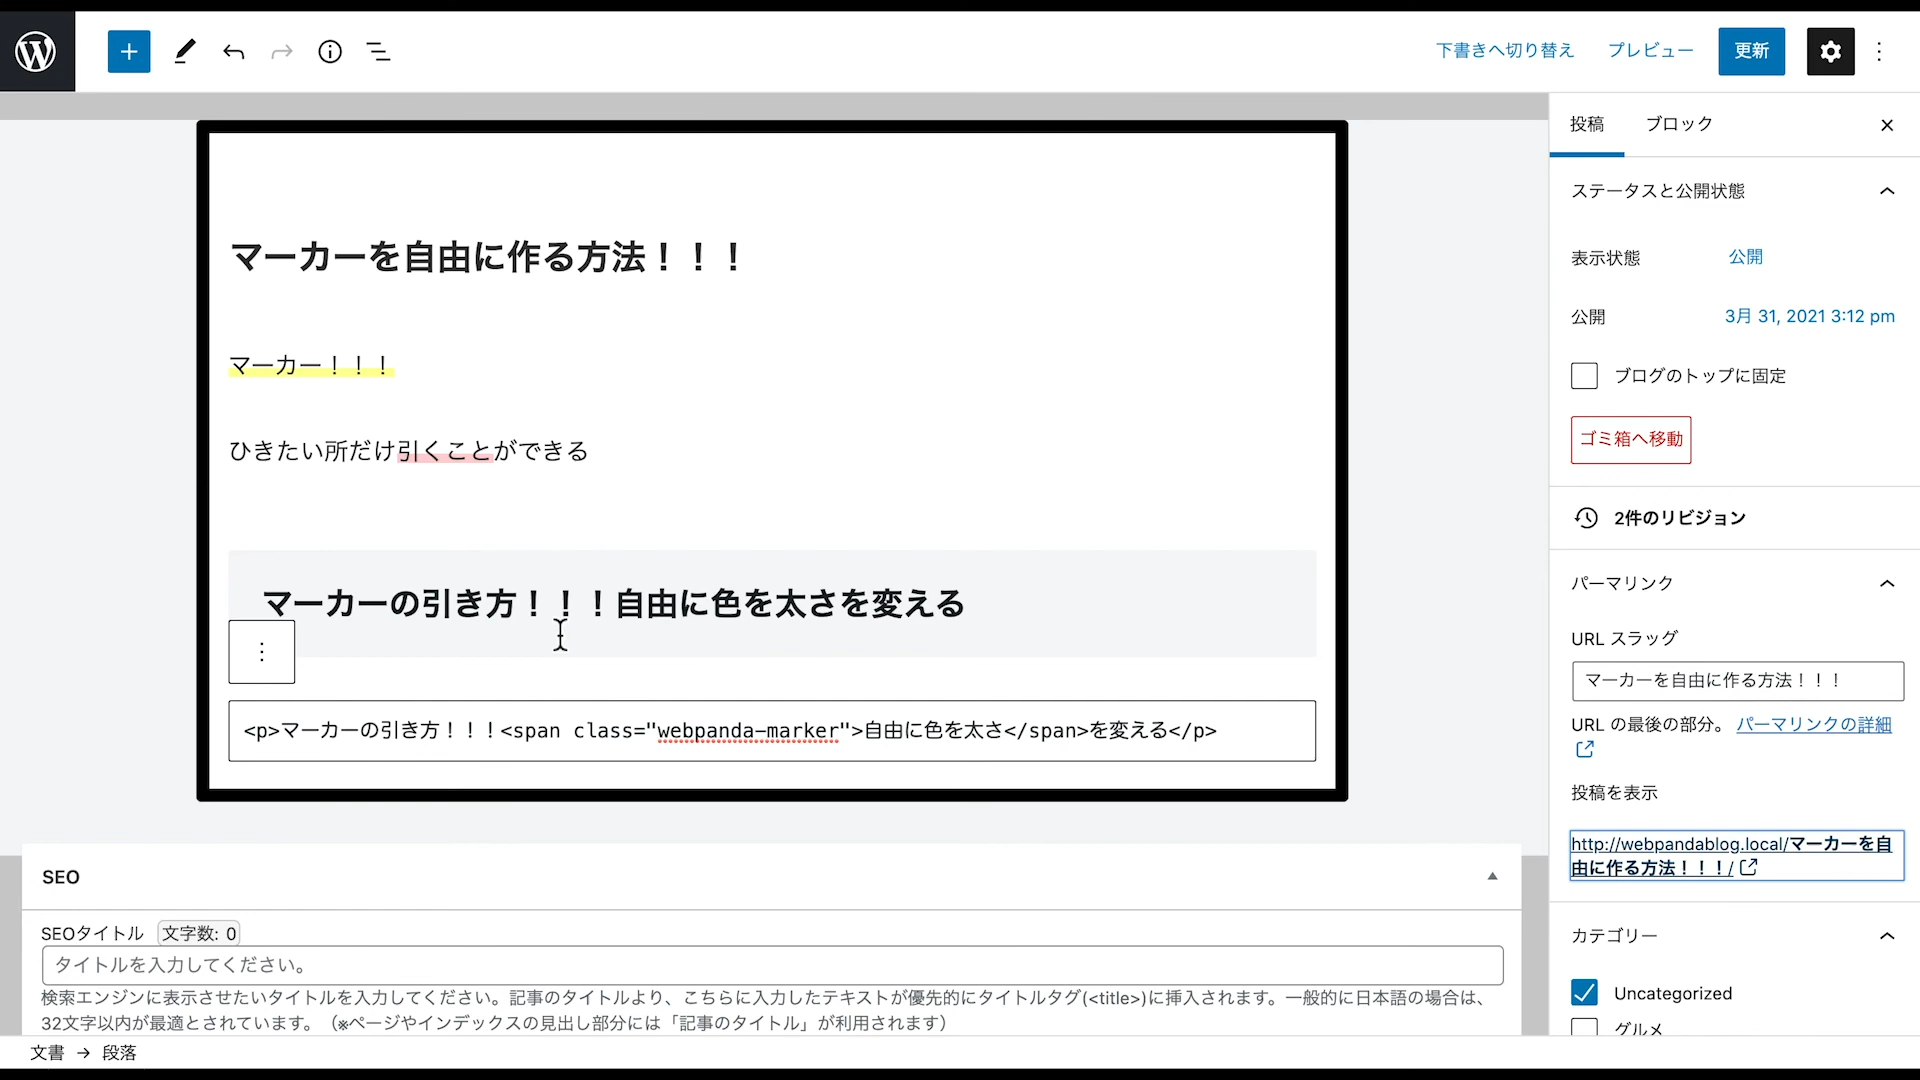 下書きへ切り替え プレビュー 更新
投稿 ブロック
ステータスと公開状態
表示状態 公開
公開 3月 31, 2021 3:12 pm
ブログのトップに固定
ゴミ箱へ移動
2件のリビジョン
パーマリンク
URL スラッグ
マーカーを自由に作る方法！！！
URL の最後の部分。 パーマリンクの詳細
投稿を表示
http://webpandablog.local/マーカーを自
由に作る方法！！！/
カテゴリー
Uncategorized
グルメ
マーカーを自由に作る方法！！！
マーカー！！！
ひきたい所だけ引くことができる
マーカーの引き方！！！自由に色を太さを変える
<p>マーカーの引き方！！！<span class="webpanda-marker">自由に色を太さ</span>を変える</p>
SEO
SEOタイトル 文字数: 0
タイトルを入力してください。
検索エンジンに表示させたいタイトルを入力してください。記事のタイトルより、こちらに入力したテキストが優先的にタイトルタグ(<title>)に挿入されます。一般的に日本語の場合は、
32文字以内が最適とされています。（※ページやインデックスの見出し部分には「記事のタイトル」が利用されます）
文書 → 段落